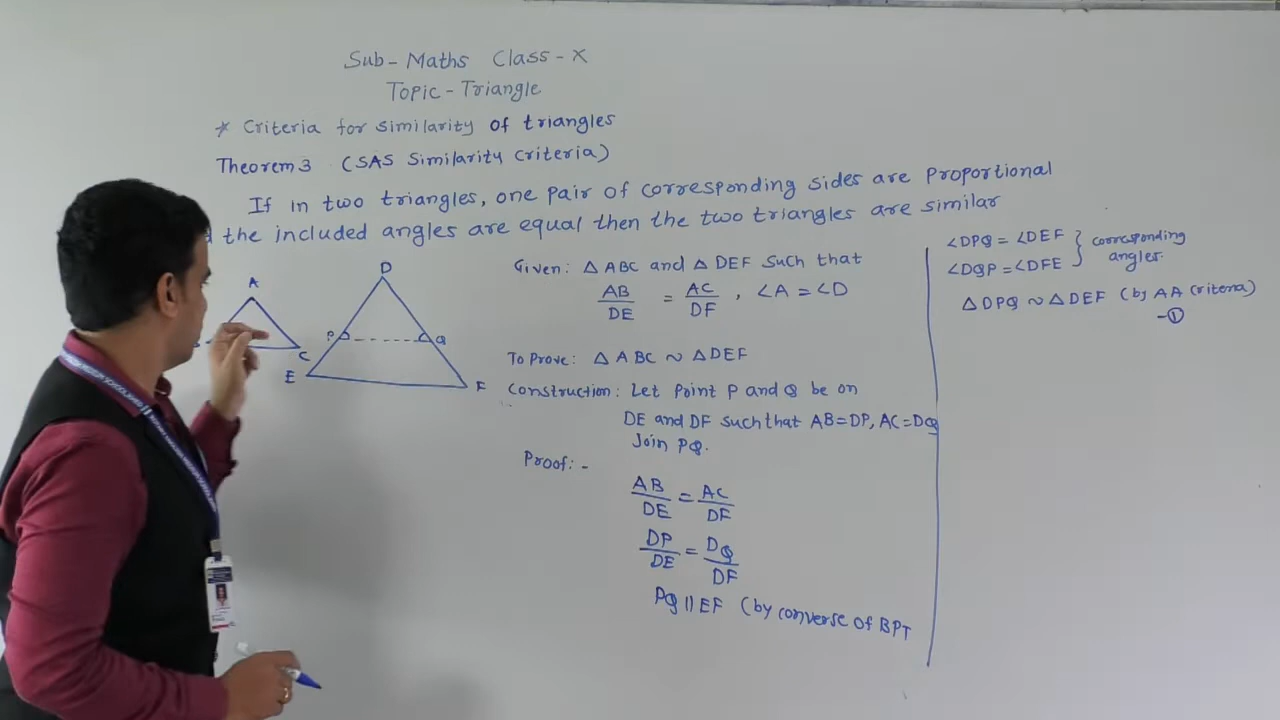 Sub- Maths Class - X
Topic - Triangle
* Criteria for similarity of triangles
Theorem 3 (SAS Similarity Criteria)
If in two triangles, one pair of corresponding sides are proportional
the included angles are equal then the two triangles are similar
A
C
D
P
Q
E
F
Given: △ ABC and △ DEF such that
AB/DE = AC/DF , ∠A = ∠D
To Prove: △ ABC ~ △DEF
Construction: Let Point P and Q be on
DE and DF such that AB=DP, AC=DQ
Join PQ.
Proof:-
AB/DE = AC/DF
DP/DE = DQ/DF
PQ || EF (by converse of BPT
∠DPQ = ∠DEF } corresponding
∠DQP = ∠DFE angles.
△DPQ ~ △DEF (by AA Criteria)
-①